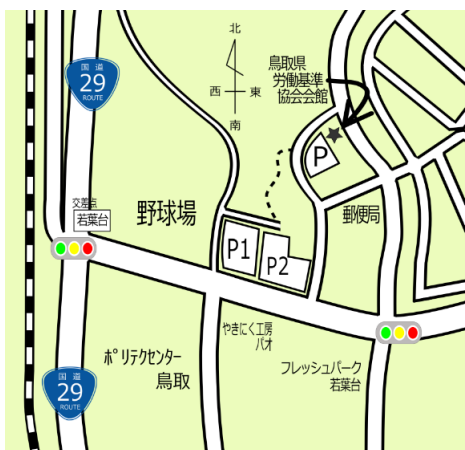 国道
29
ROUTE
北
西 東
南
鳥取県
労働基準
協会会館
P
交差点
若葉台
野球場
郵便局
P1
P2
やきにく工房
パオ
ポリテクセンター
鳥取
フレッシュパーク
若葉台
国道
29
ROUTE